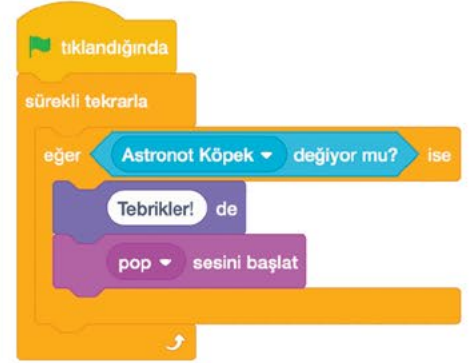 tıklandığında
sürekli tekrarla
eğer Astronot Köpek değiyor mu? ise
Tebrikler! de
pop sesini başlat